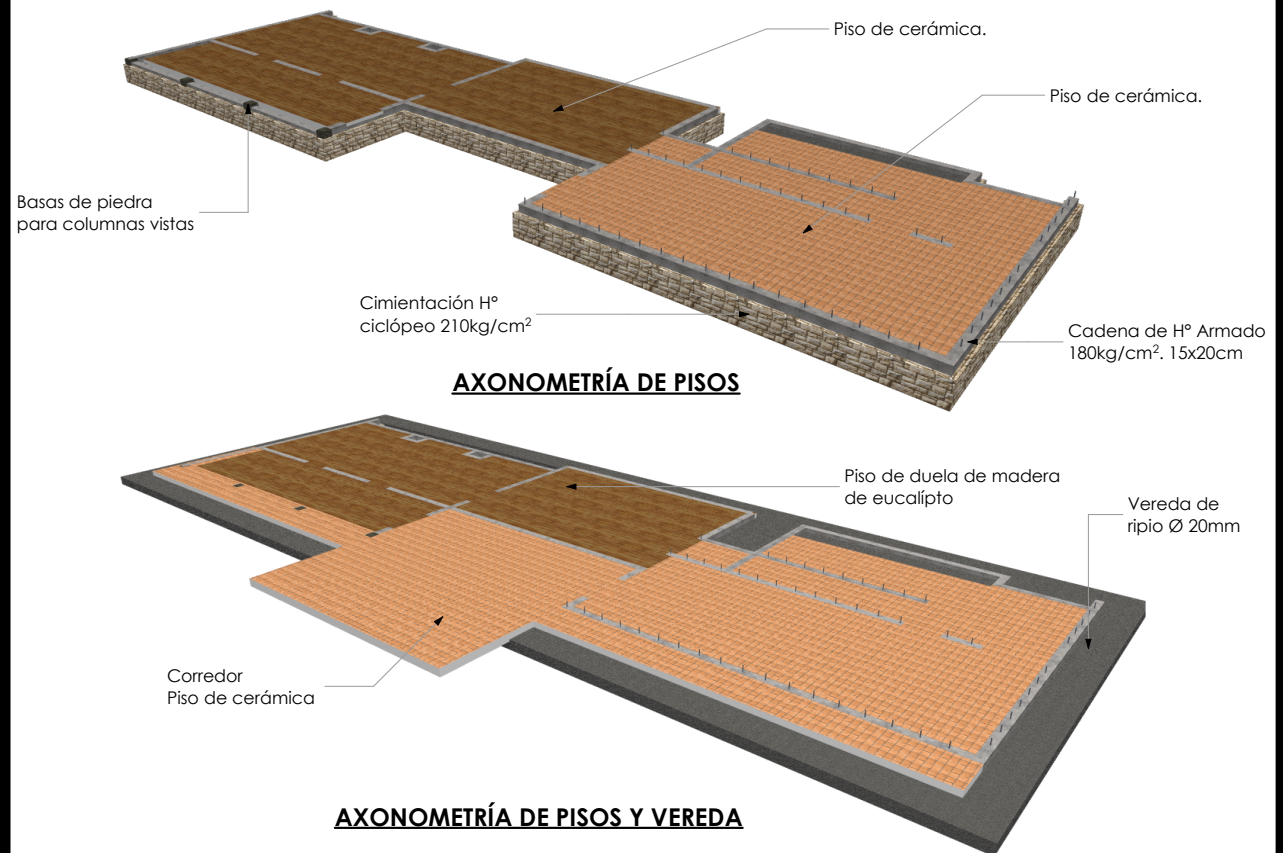 Piso de cerámica.
Piso de cerámica.
Basas de piedra
para columnas vistas
Cimientación Hº
ciclópeo 210kg/cm²
Cadena de Hº Armado
180kg/cm². 15x20cm
AXONOMETRÍA DE PISOS
Piso de duela de madera
de eucalípto
Vereda de
ripio Ø 20mm
Corredor
Piso de cerámica
AXONOMETRÍA DE PISOS Y VEREDA